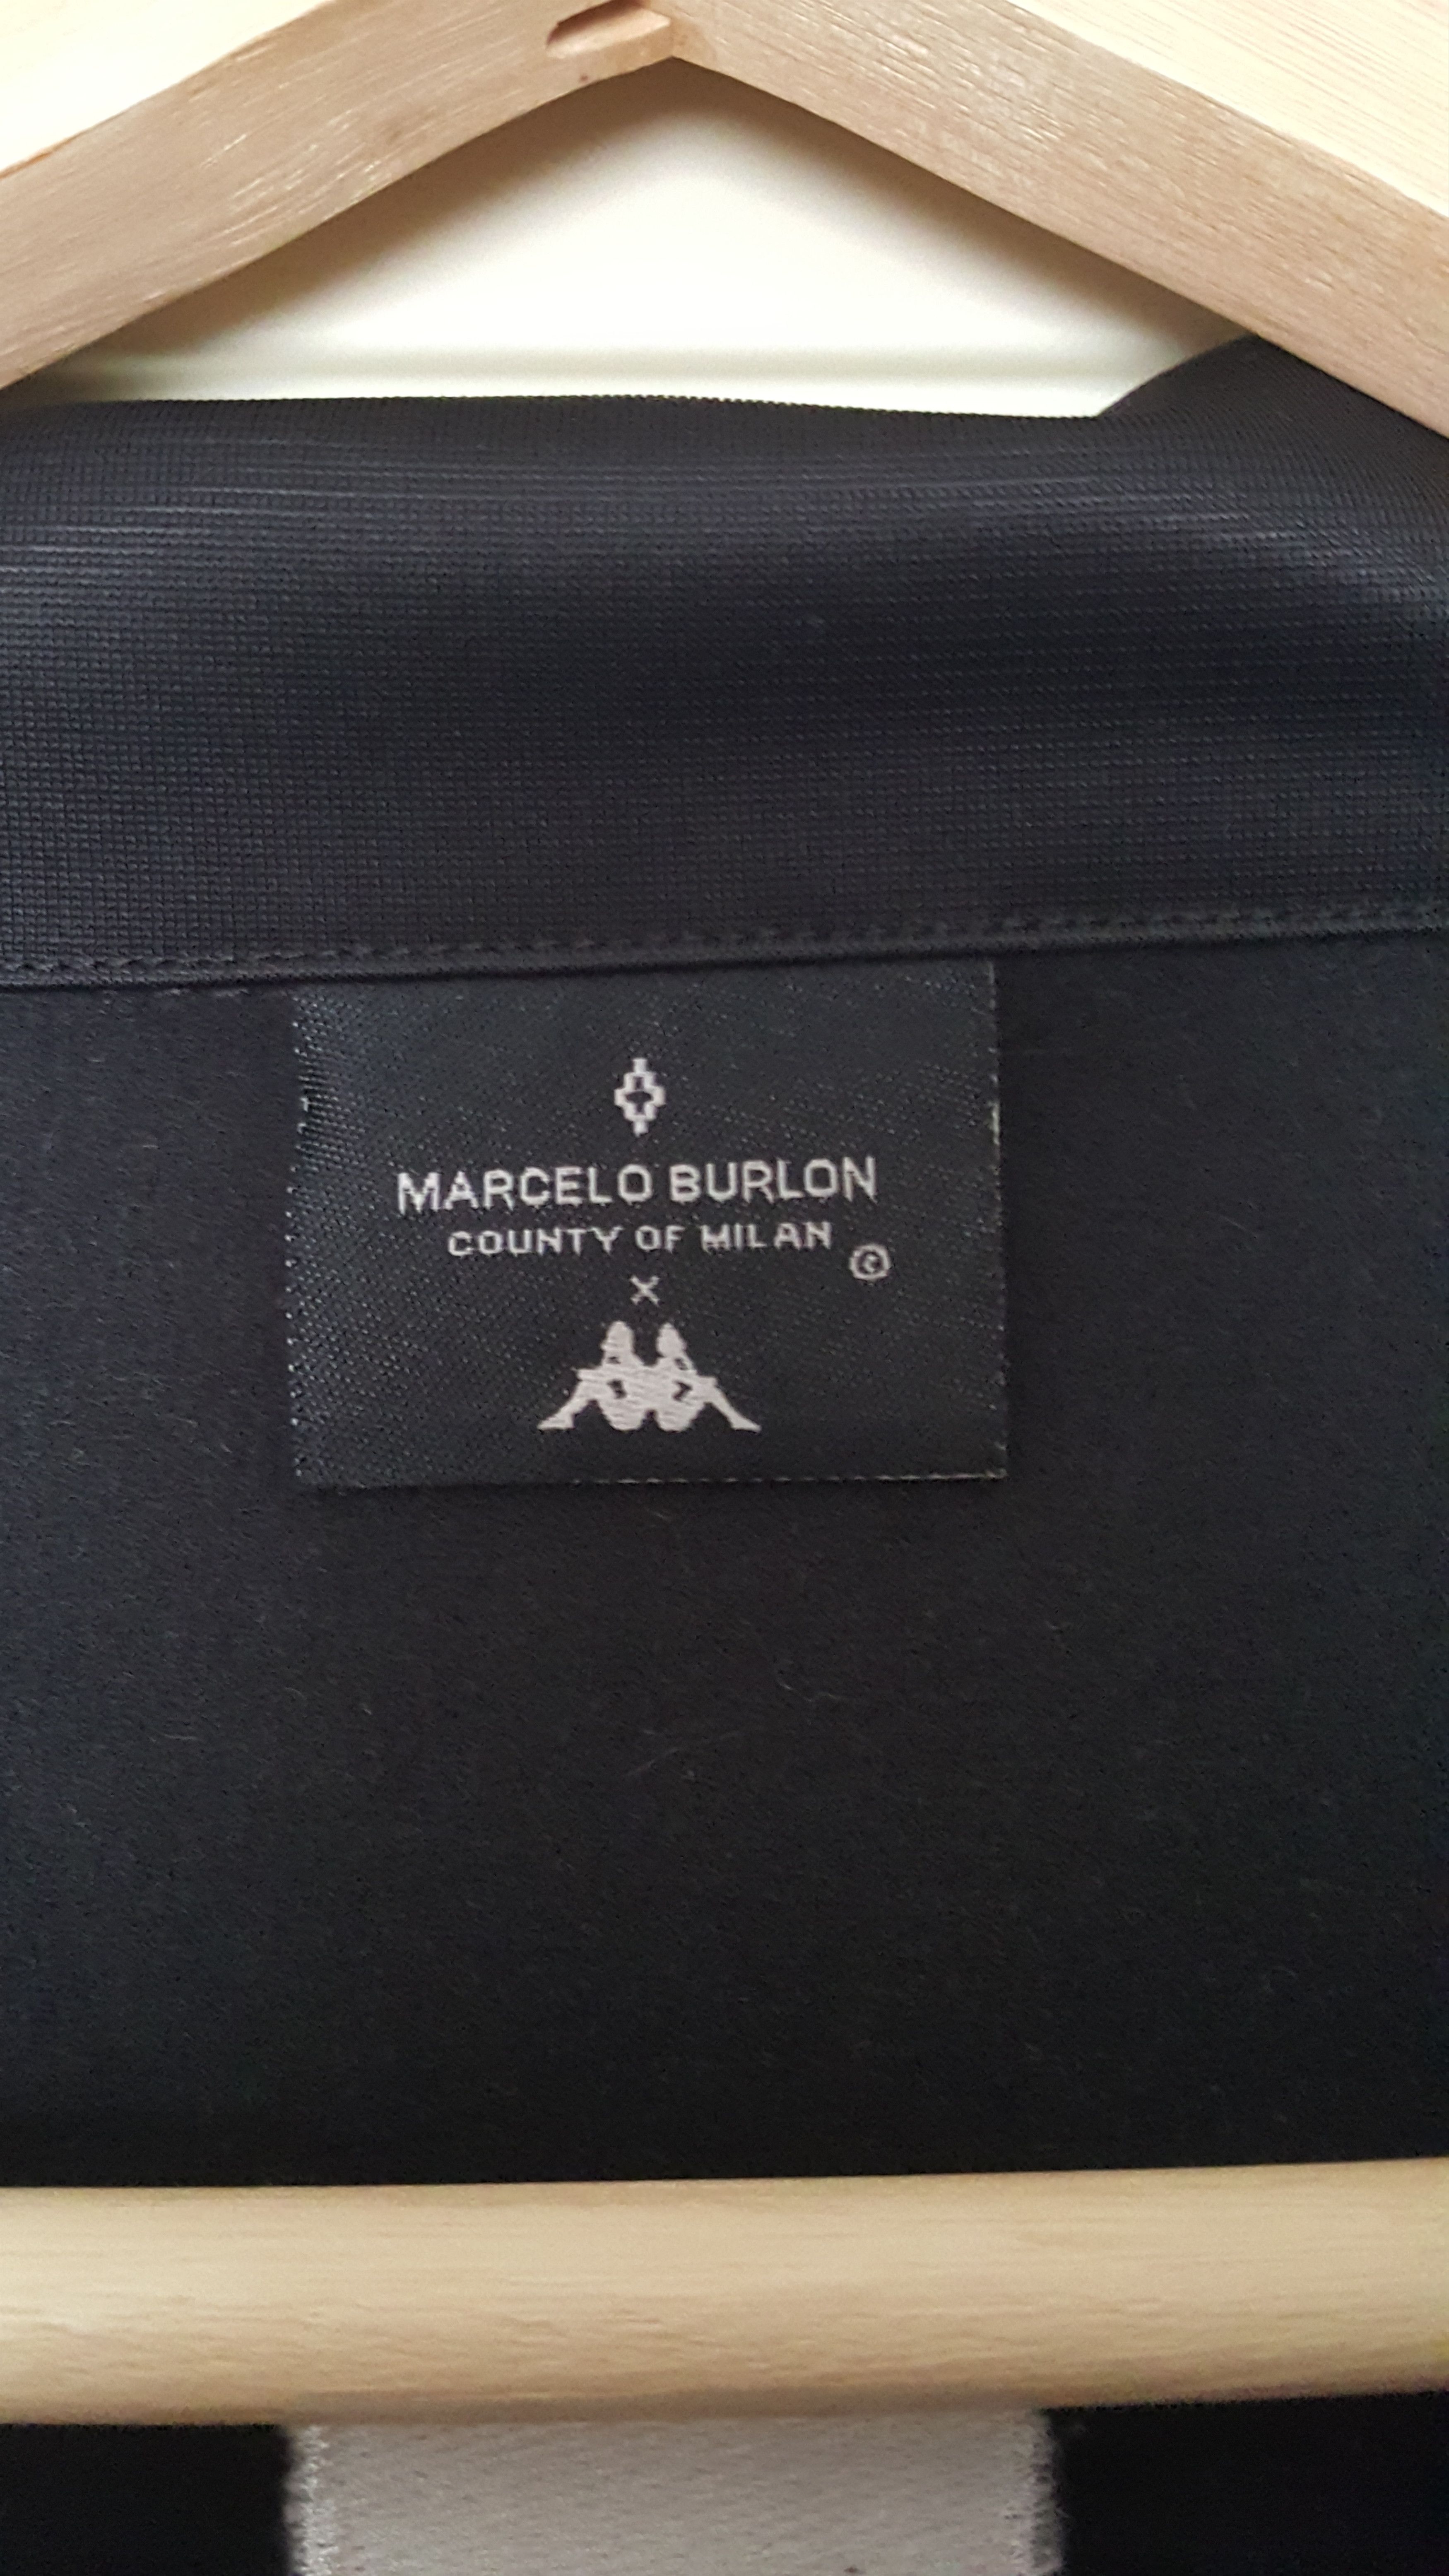 MARCELO BURLON
COUNTY OF MILAN
X